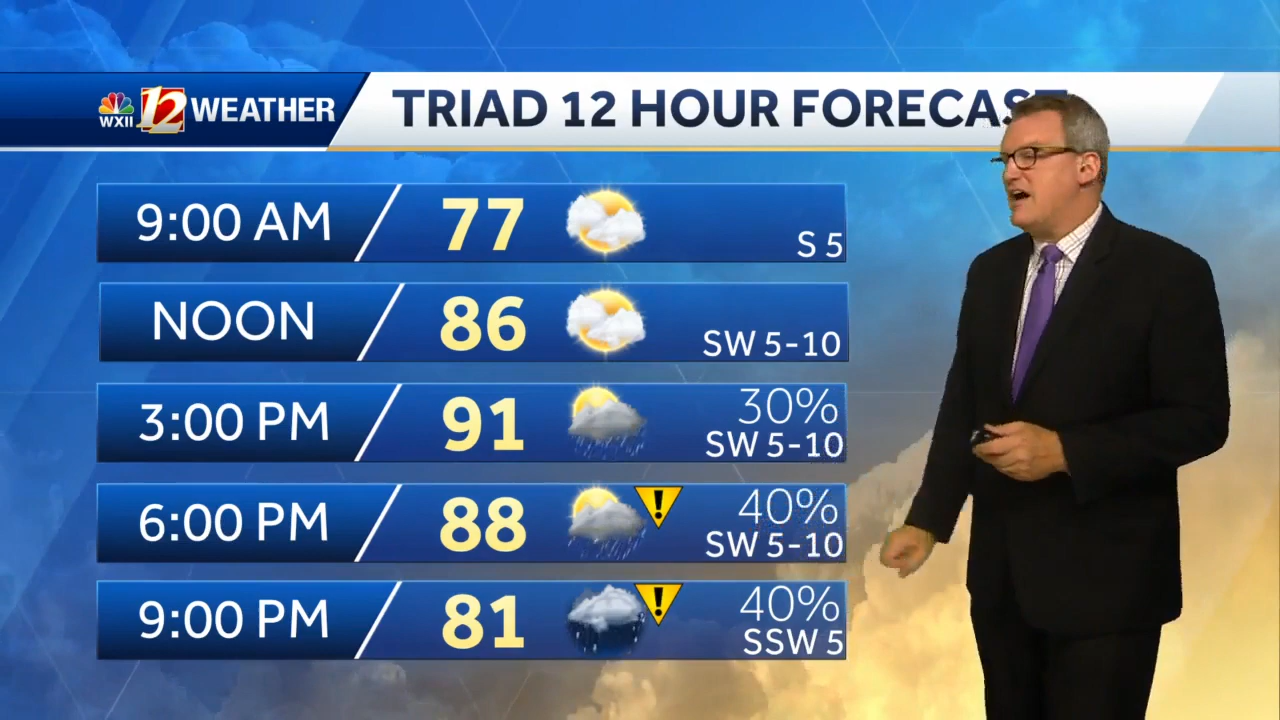 WXII 12 WEATHER
TRIAD 12 HOUR FORECAST
9:00 AM 77 S 5
NOON 86 SW 5-10
3:00 PM 91 30% SW 5-10
6:00 PM 88 ! 40% SW 5-10
9:00 PM 81 ! 40% SSW 5